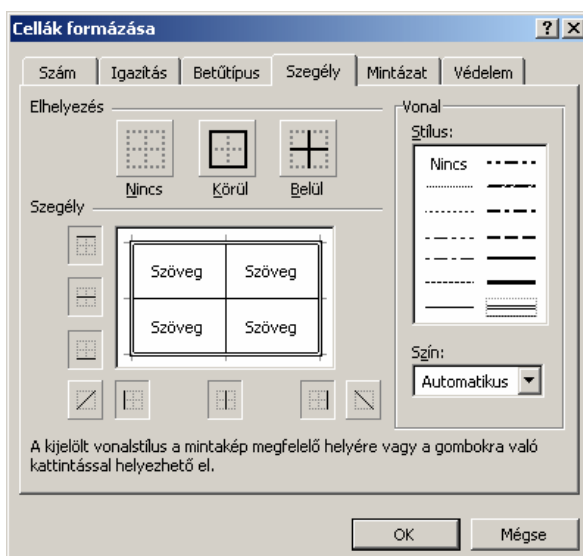 Cellák formázása
Szám Igazítás Betűtípus Szegély Mintázat Védelem
Elhelyezés
Nincs Körül Belül
Szegély
Szöveg Szöveg
Szöveg Szöveg
Vonal
Stílus:
Nincs
Szín:
Automatikus
A kijelölt vonalstílus a mintakép megfelelő helyére vagy a gombokra való
kattintással helyezhető el.
OK Mégse